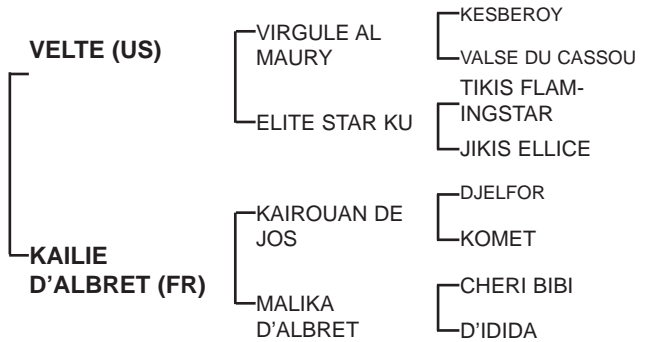 VELTE (US)
VIRGULE AL
MAURY
KESBEROY
VALSE DU CASSOU
ELITE STAR KU
TIKIS FLAM-
INGSTAR
JIKIS ELLICE
KAILIE
D’ALBRET (FR)
KAIROUAN DE
JOS
DJELFOR
KOMET
MALIKA
D’ALBRET
CHERI BIBI
D’IDIDA